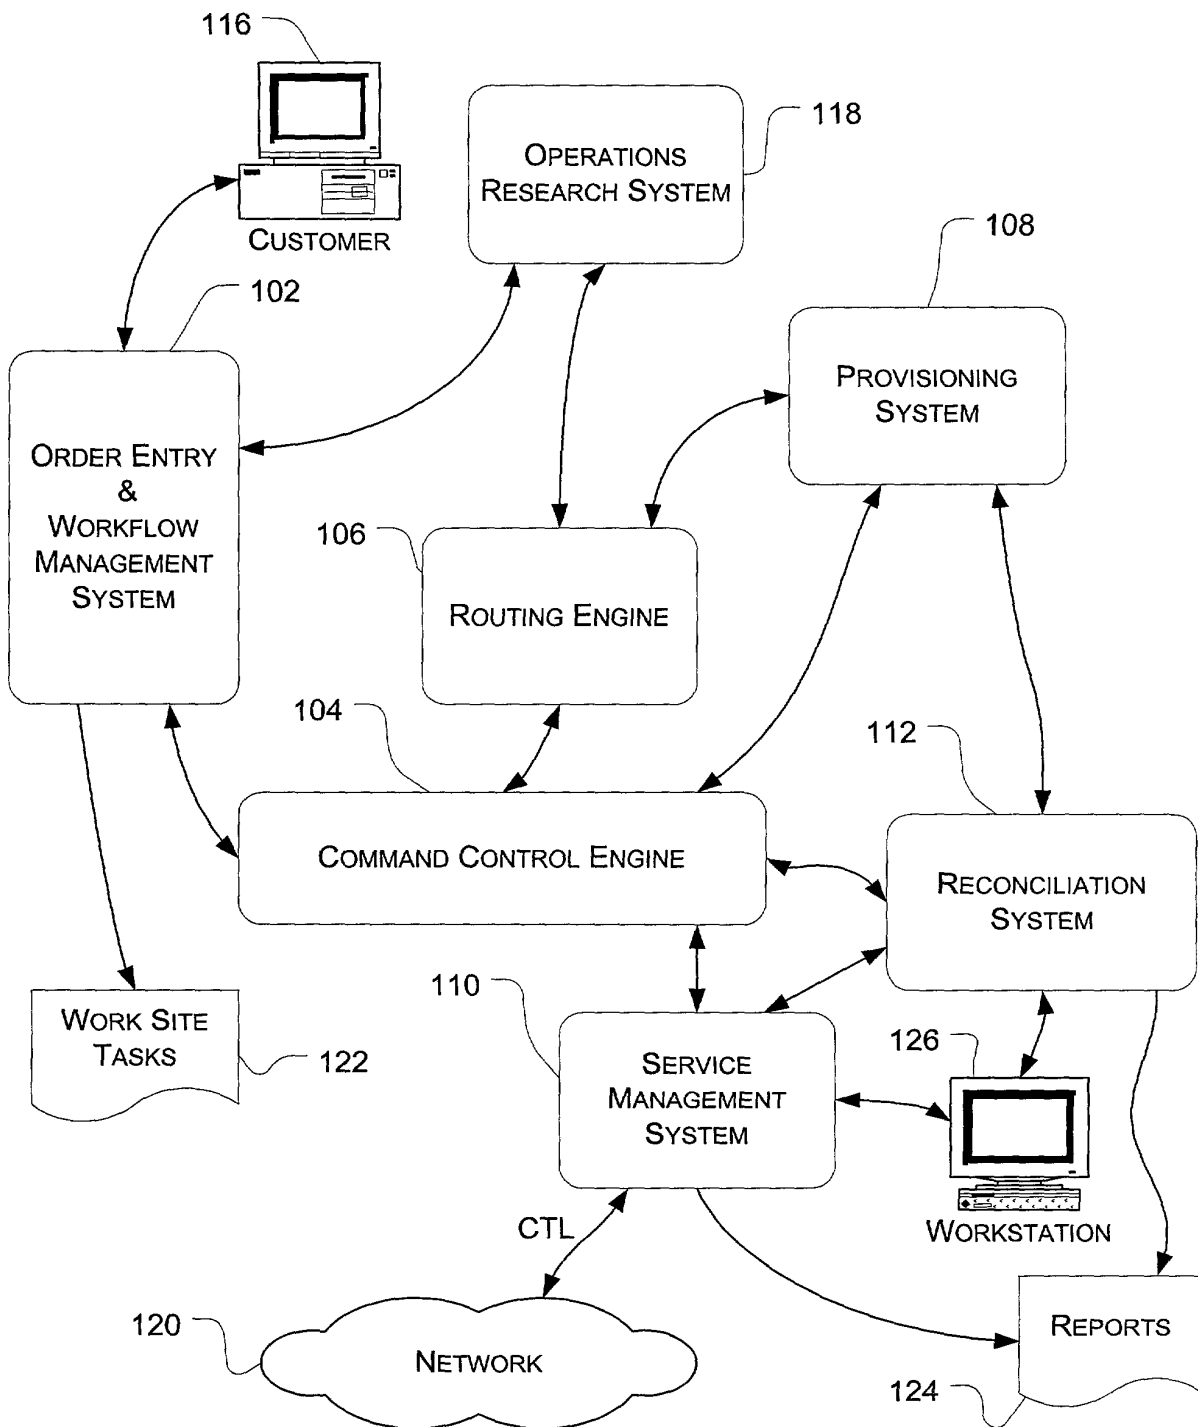 116
CUSTOMER
OPERATIONS
RESEARCH SYSTEM
118
108
PROVISIONING
SYSTEM
102
ORDER ENTRY
&
WORKFLOW
MANAGEMENT
SYSTEM
106
ROUTING ENGINE
104
COMMAND CONTROL ENGINE
112
RECONCILIATION
SYSTEM
WORK SITE
TASKS
122
110
SERVICE
MANAGEMENT
SYSTEM
126
WORKSTATION
CTL
120
NETWORK
REPORTS
124